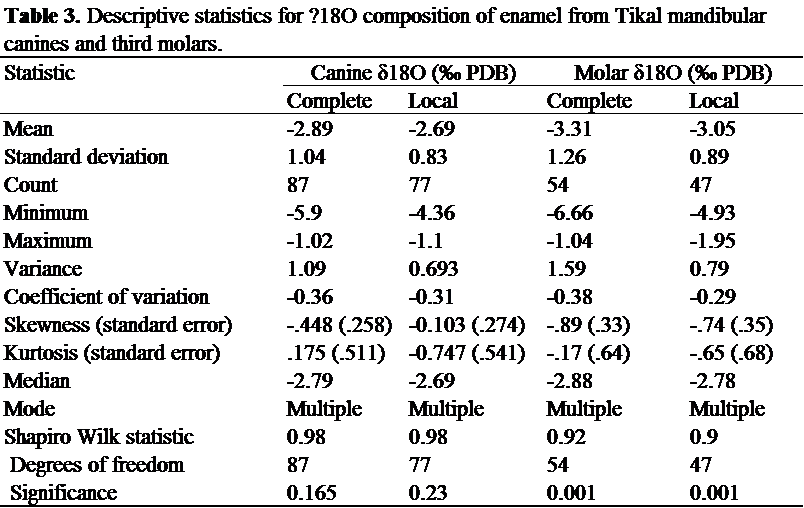 Table 3. Descriptive statistics for ?18O composition of enamel from Tikal mandibular
canines and third molars.
Statistic Canine δ18O (‰ PDB) Molar δ18O (‰ PDB)
Complete Local Complete Local
Mean -2.89 -2.69 -3.31 -3.05
Standard deviation 1.04 0.83 1.26 0.89
Count 87 77 54 47
Minimum -5.9 -4.36 -6.66 -4.93
Maximum -1.02 -1.1 -1.04 -1.95
Variance 1.09 0.693 1.59 0.79
Coefficient of variation -0.36 -0.31 -0.38 -0.29
Skewness (standard error) -.448 (.258) -0.103 (.274) -.89 (.33) -.74 (.35)
Kurtosis (standard error) .175 (.511) -0.747 (.541) -.17 (.64) -.65 (.68)
Median -2.79 -2.69 -2.88 -2.78
Mode Multiple Multiple Multiple Multiple
Shapiro Wilk statistic 0.98 0.98 0.92 0.9
Degrees of freedom 87 77 54 47
Significance 0.165 0.23 0.001 0.001